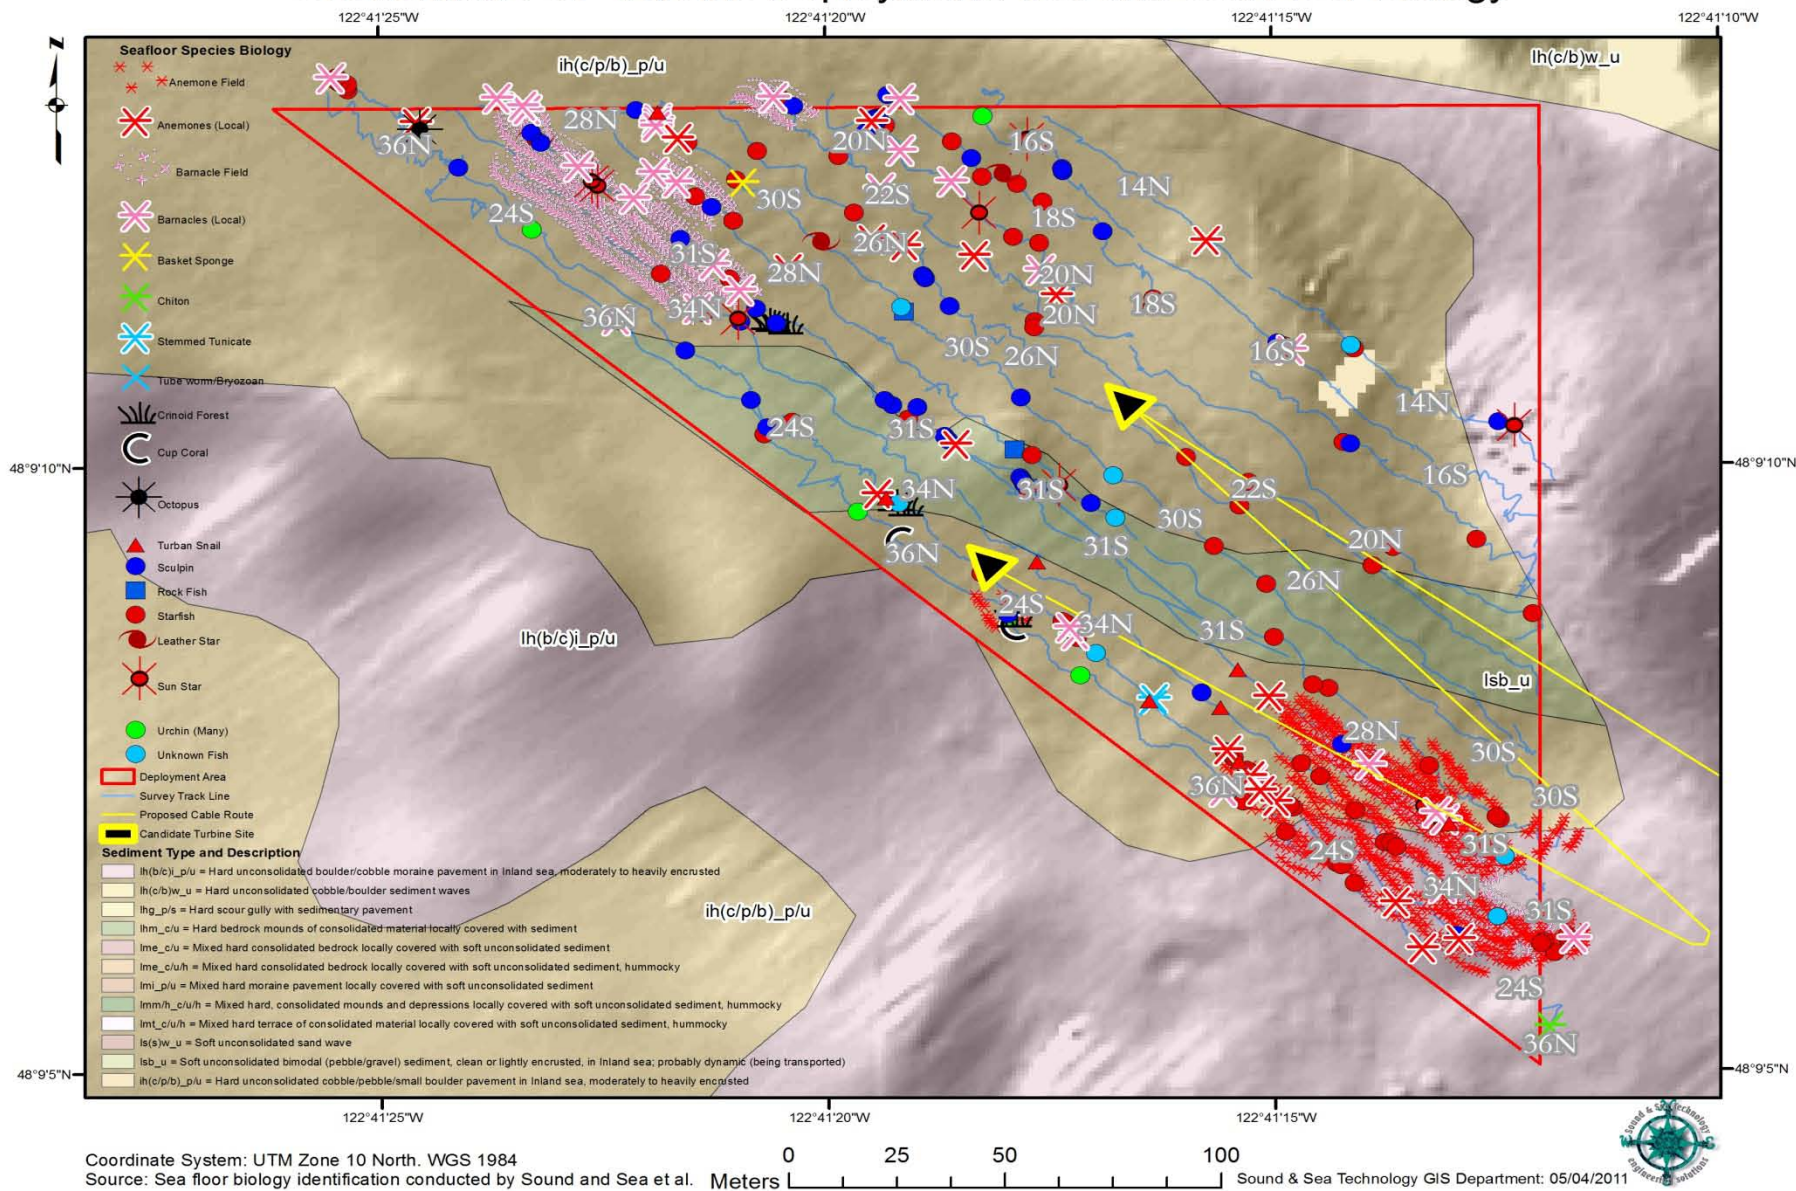 122°41'25"W
122°41'20"W
122°41'15"W
122°41'10"W
Z
Seafloor Species Biology
Anemone Field
Anemones (Local)
Barnacle Field
Barnacles (Local)
Basket Sponge
Chiton
Stemmed Tunicate
Tube worm/Bryozoan
Crinoid Forest
Cup Coral
Octopus
Turban Snail
Sculpin
Rock Fish
Starfish
Leather Star
Sun Star
Urchin (Many)
Unknown Fish
Deployment Area
Survey Track Line
Proposed Cable Route
Candidate Turbine Site
Sediment Type and Description
Ih(b/c)i_p/u = Hard unconsolidated boulder/cobble moraine pavement in Inland sea, moderately to heavily encrusted
Ih(c/b)w_u = Hard unconsolidated cobble/boulder sediment waves
Ihg_p/s = Hard scour gully with sedimentary pavement
Ihm_c/u = Hard bedrock mounds of consolidated material locally covered with sediment
Ime_c/u = Mixed hard consolidated bedrock locally covered with soft unconsolidated sediment
Ime_c/u/h = Mixed hard consolidated bedrock locally covered with soft unconsolidated sediment, hummocky
Imi_p/u = Mixed hard moraine pavement locally covered with soft unconsolidated sediment
Imm/h_c/u/h = Mixed hard, consolidated mounds and depressions locally covered with soft unconsolidated sediment, hummocky
Imt_c/u/h = Mixed hard terrace of consolidated material locally covered with soft unconsolidated sediment, hummocky
Is(s)w_u = Soft unconsolidated sand wave
Isb_u = Soft unconsolidated bimodal (pebble/gravel) sediment, clean or lightly encrusted, in Inland sea; probably dynamic (being transported)
ih(c/p/b)_p/u = Hard unconsolidated cobble/pebble/small boulder pavement in Inland sea, moderately to heavily encrusted
ih(c/p/b)_p/u
Ih(c/b)w_u
36N
28N
20N
16S
14N
24S
30S
22S
18S
31S
28N
26N
20N
36N
34N
20N
18S
30S
26N
16S
14N
24S
31S
16S
34N
31S
22S
30S
36N
31S
20N
26N
24S
34N
31S
Ih(b/c)i_p/u
Isb_u
28N
30S
36N
30S
24S
31S
34N
31S
ih(c/p/b)_p/u
24S
36N
48°9'10"N
48°9'10"N
48°9'5"N
48°9'5"N
122°41'25"W
122°41'20"W
122°41'15"W
Coordinate System: UTM Zone 10 North. WGS 1984
Source: Sea floor biology identification conducted by Sound and Sea et al.
Meters
0 25 50 100
Sound & Sea Technology GIS Department: 05/04/2011
Sound & Sea Technology
W S
engineered solutions